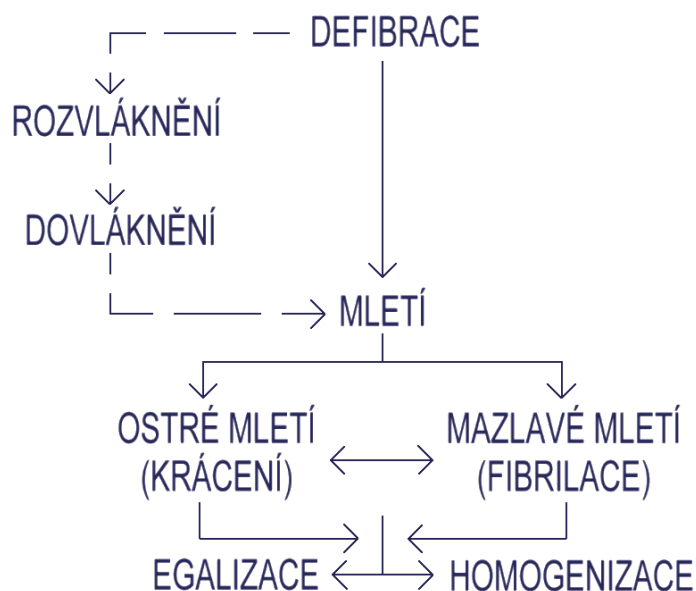 DEFIBRACE
ROZVLÁKNĚNÍ
DOVLÁKNĚNÍ
MLETÍ
OSTRÉ MLETÍ
(KRÁCENÍ)
MAZLAVÉ MLETÍ
(FIBRILACE)
EGALIZACE
HOMOGENIZACE